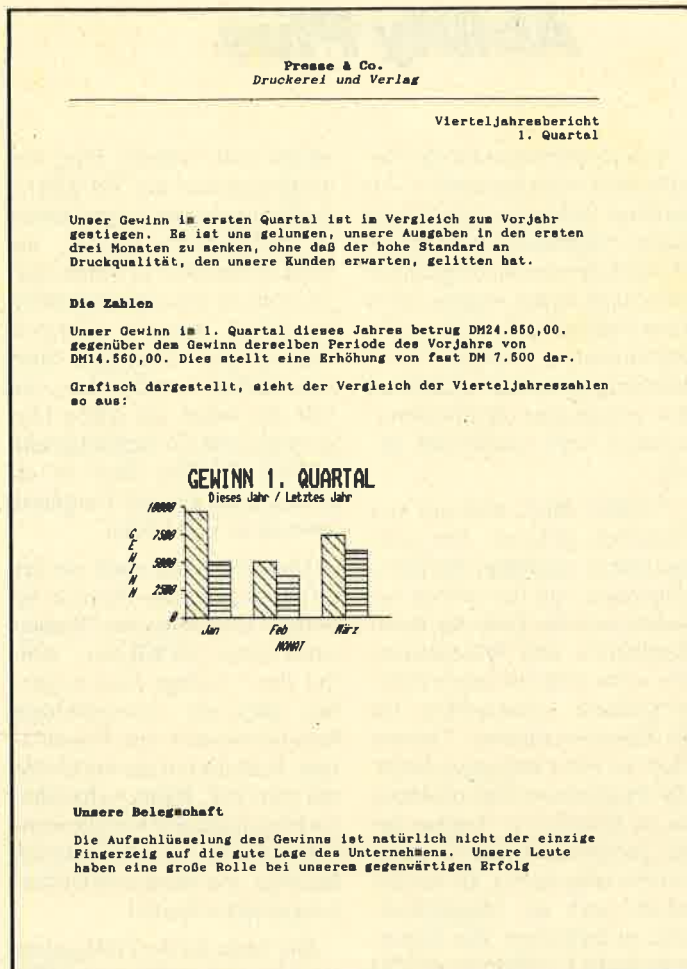 Presse & Co.
Druckerei und Verlag
Vierteljahresbericht
1. Quartal
Unser Gewinn im ersten Quartal ist im Vergleich zum Vorjahr
gestiegen. Es ist uns gelungen, unsere Ausgaben in den ersten
drei Monaten zu senken, ohne daß der hohe Standard an
Druckqualität, den unsere Kunden erwarten, gelitten hat.
Die Zahlen
Unser Gewinn im 1. Quartal dieses Jahres betrug DM24.850,00.
gegenüber dem Gewinn derselben Periode des Vorjahrs von
DM14.560,00. Dies stellt eine Erhöhung von fast DM 7.500 dar.
Grafisch dargestellt, sieht der Vergleich der Vierteljahreszahlen
so aus:
GEWINN 1. QUARTAL
Dieses Jahr / Letztes Jahr
10000
7500
5000
2500
0
GEWINN
Jan Feb März
MONAT
Unsere Belegschaft
Die Aufschlüsselung des Gewinns ist natürlich nicht der einzige
Fingerzeig auf die gute Lage des Unternehmens. Unsere Leute
haben eine große Rolle bei unserem gegenwärtigen Erfolg